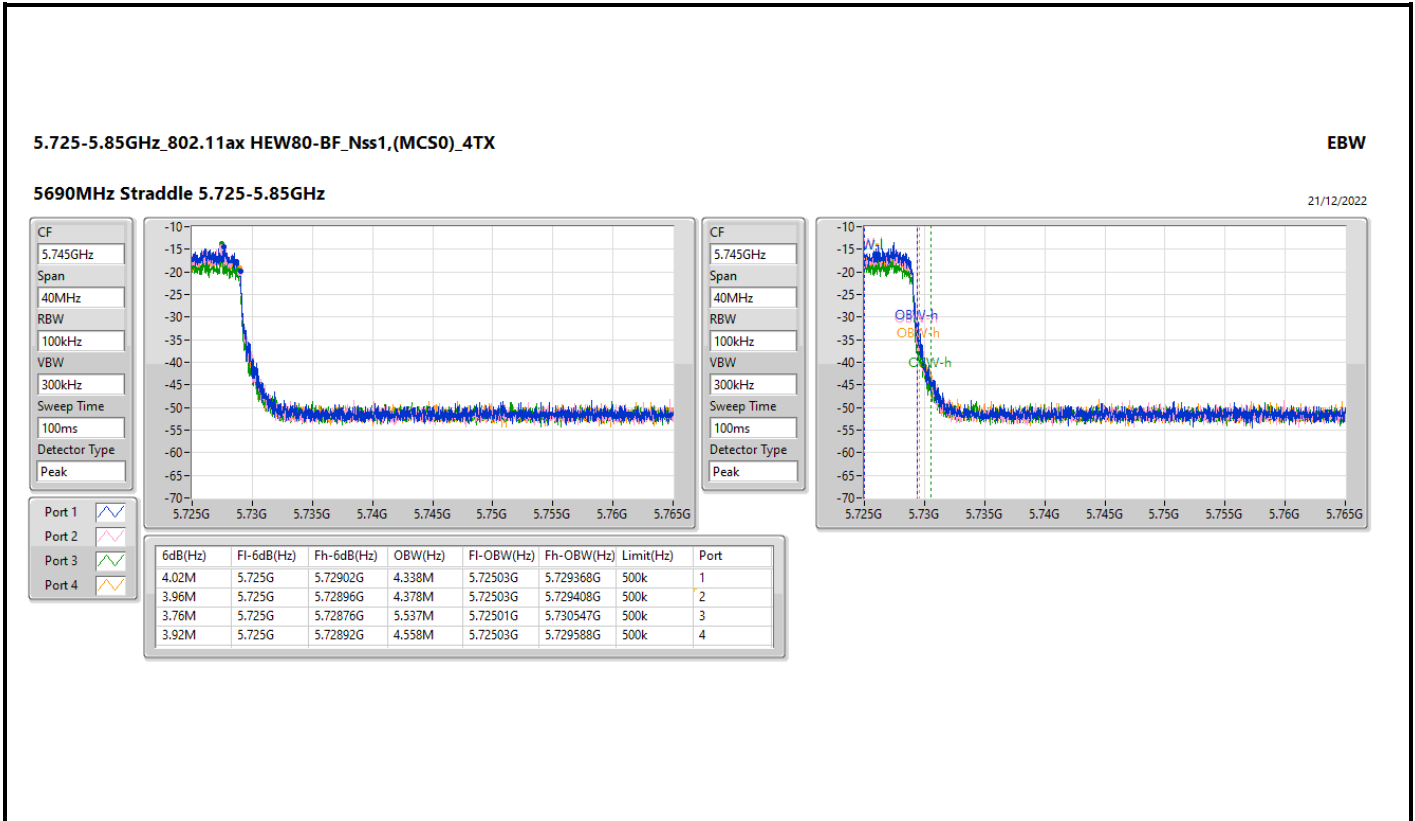 5.725-5.85GHz_802.11ax HEW80-BF_Nss1,(MCS0)_4TX
EBW
5690MHz Straddle 5.725-5.85GHz
21/12/2022
CF
5.745GHz
Span
40MHz
RBW
100kHz
VBW
300kHz
Sweep Time
100ms
Detector Type
Peak
-10
-15
-20
-25
-30
-35
-40
-45
-50
-55
-60
-65
-70
5.725G 5.73G 5.735G 5.74G 5.745G 5.75G 5.755G 5.76G 5.765G
CF
5.745GHz
Span
40MHz
RBW
100kHz
VBW
300kHz
Sweep Time
100ms
Detector Type
Peak
-10
-15
-20
-25
-30
-35
-40
-45
-50
-55
-60
-65
-70
OBW-h
OBW-h
OBW-h
5.725G 5.73G 5.735G 5.74G 5.745G 5.75G 5.755G 5.76G 5.765G
Port 1
Port 2
Port 3
Port 4
6dB(Hz) Fl-6dB(Hz) Fh-6dB(Hz) OBW(Hz) Fl-OBW(Hz) Fh-OBW(Hz) Limit(Hz) Port
4.02M 5.725G 5.72902G 4.338M 5.72503G 5.729368G 500k 1
3.96M 5.725G 5.72896G 4.378M 5.72503G 5.729408G 500k 2
3.76M 5.725G 5.72876G 5.537M 5.72501G 5.730547G 500k 3
3.92M 5.725G 5.72892G 4.558M 5.72503G 5.729588G 500k 4